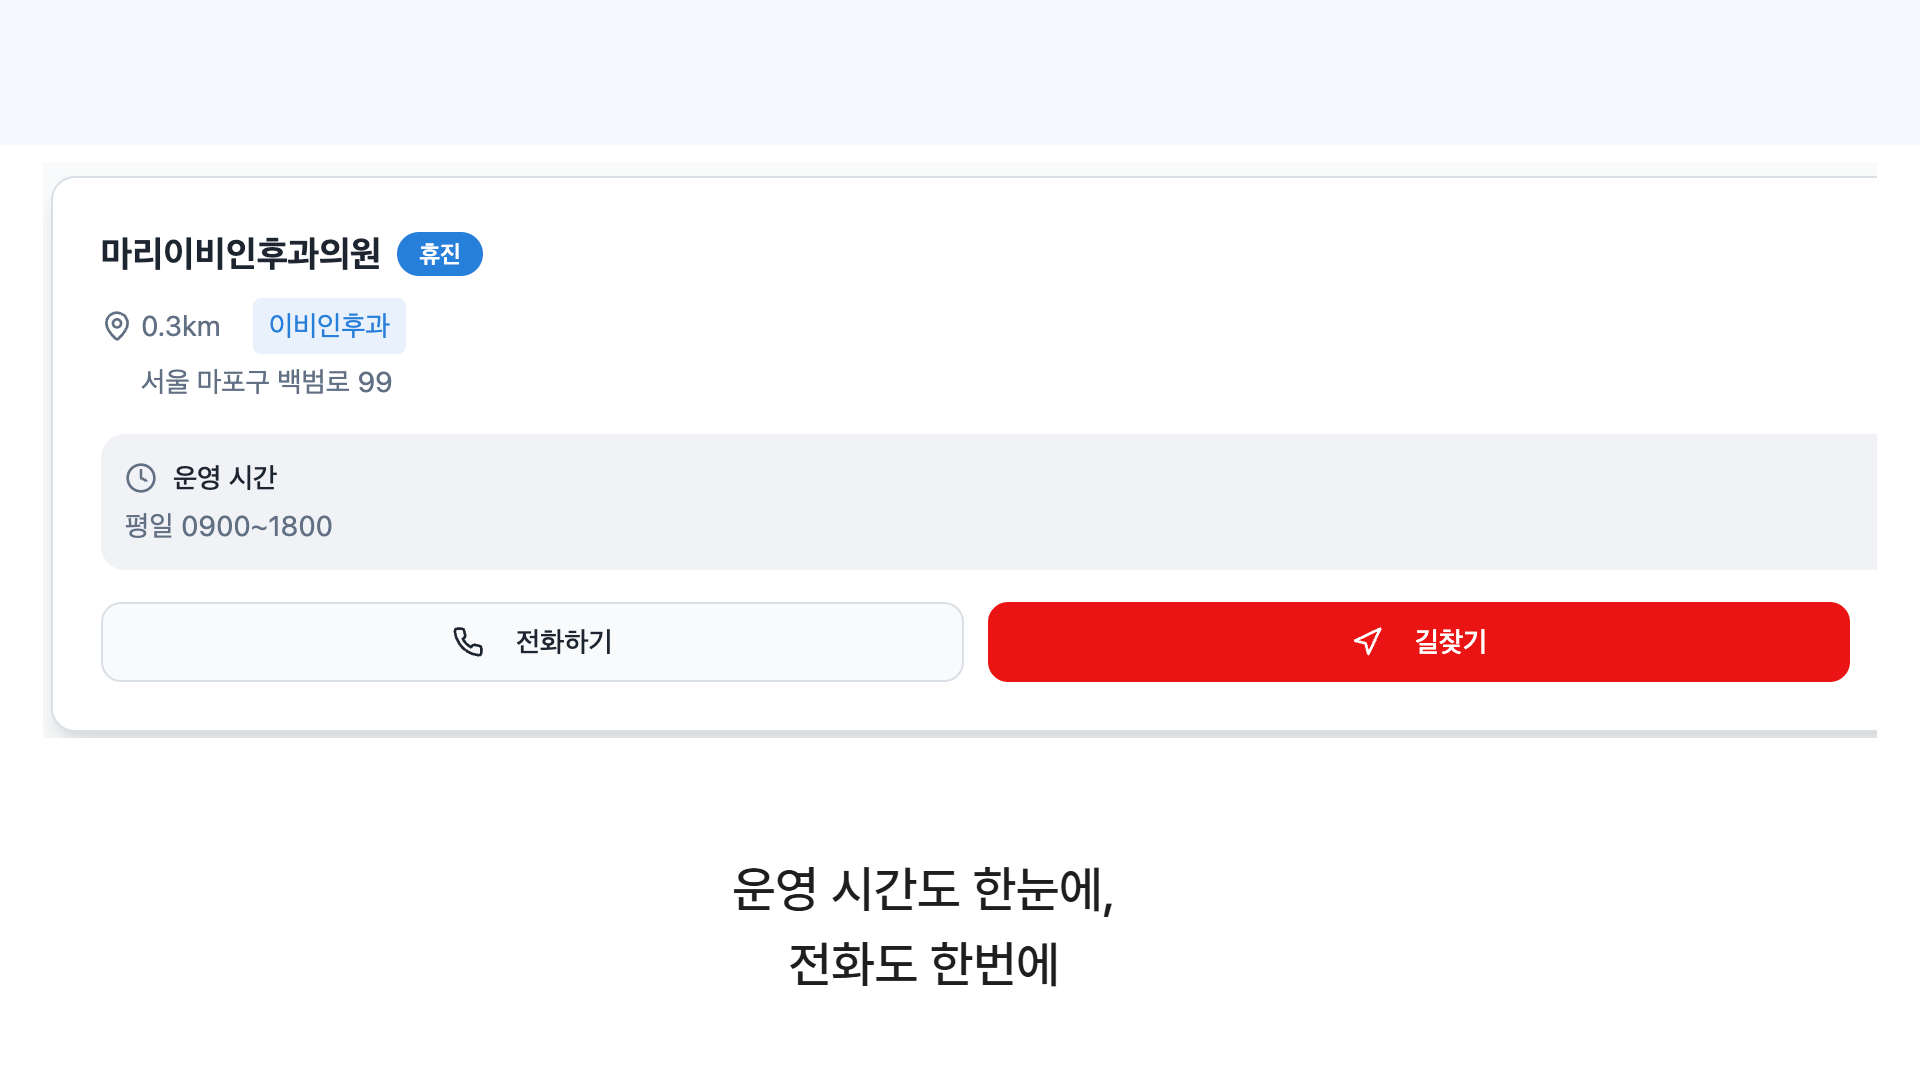 마리이비인후과의원 휴진
0.3km 이비인후과
서울 마포구 백범로 99
운영 시간
평일 0900~1800
전화하기 길찾기
운영 시간도 한눈에,
전화도 한번에